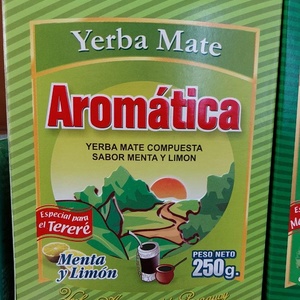 Yerba Mate
Aromática
YERBA MATE COMPUESTA
SABOR MENTA Y LIMON
Especial para
el Tereré
Menta
y Limón
PESO NETO
250g.